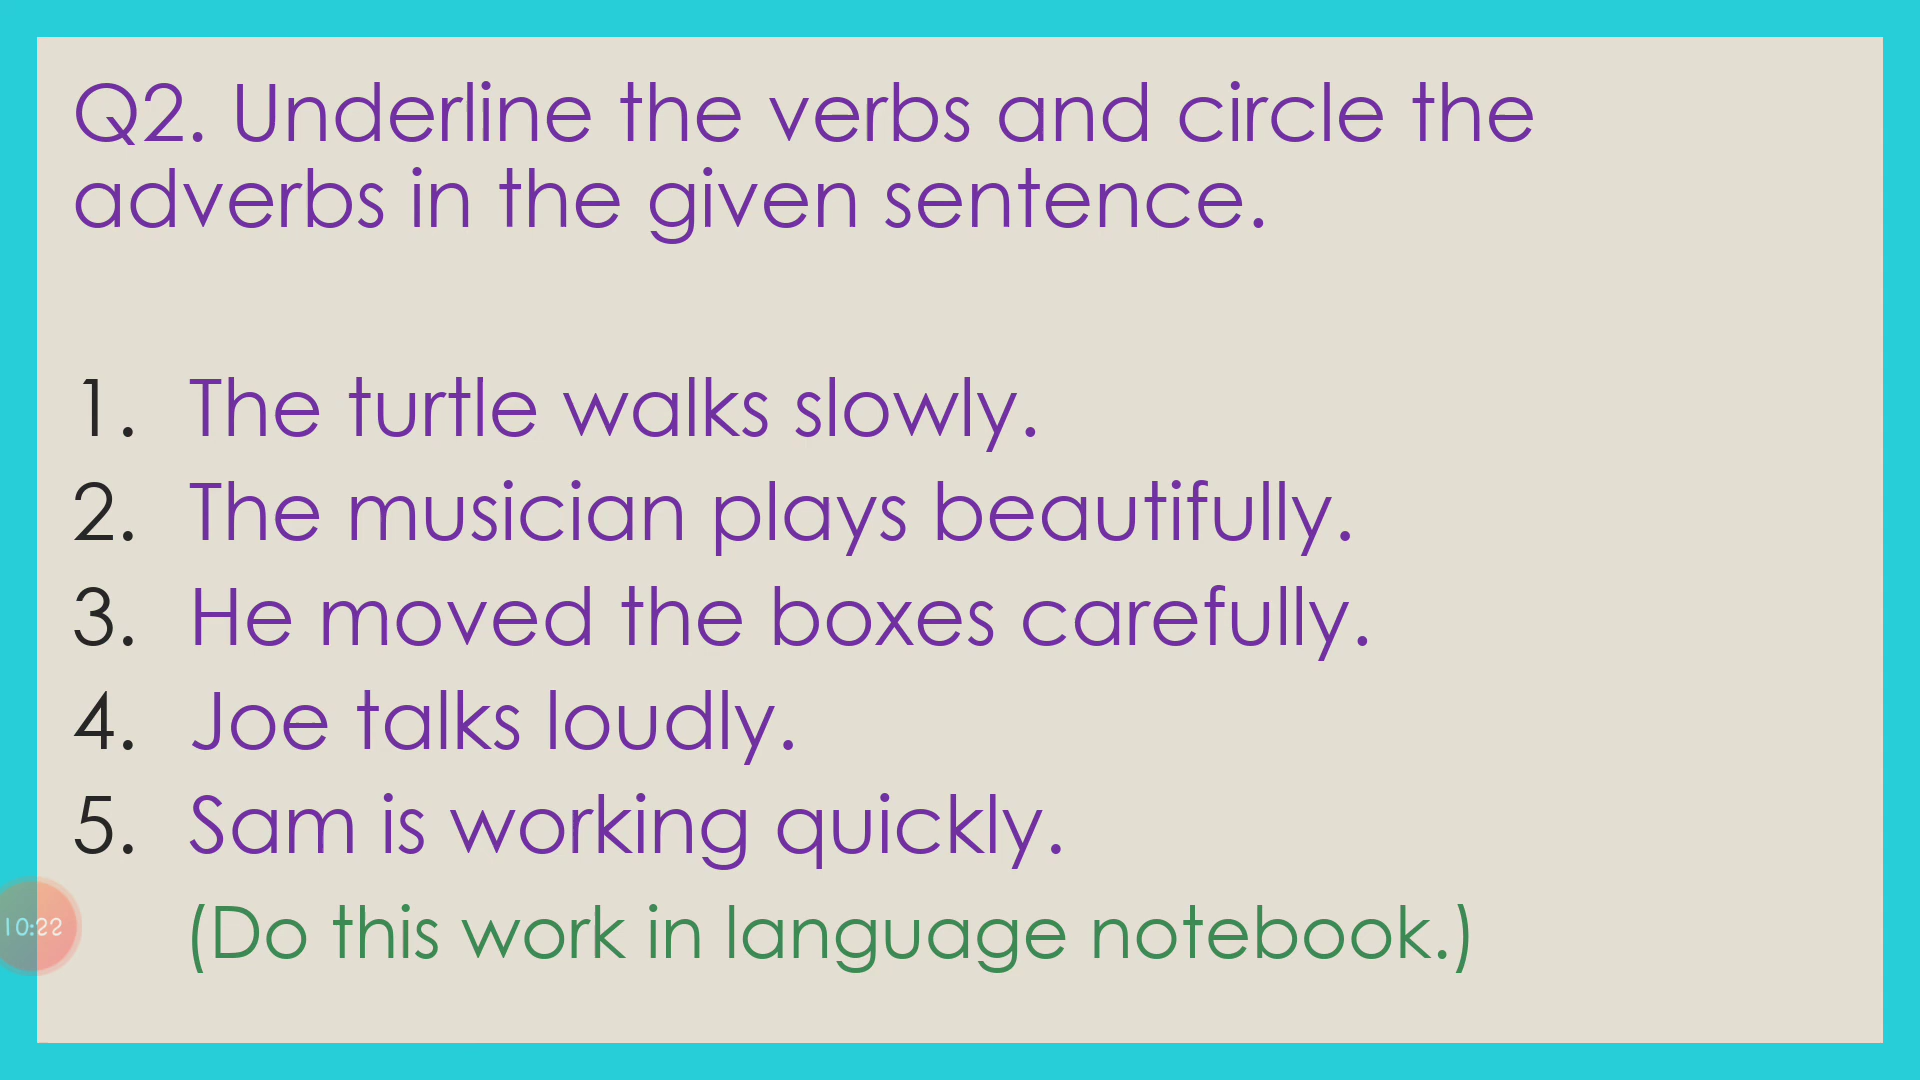 Q2. Underline the verbs and circle the
adverbs in the given sentence.
1. The turtle walks slowly.
2. The musician plays beautifully.
3. He moved the boxes carefully.
4. Joe talks loudly.
5. Sam is working quickly.
10:22
(Do this work in language notebook.)